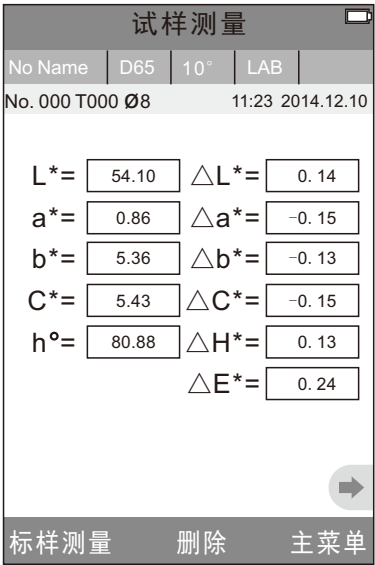 试样测量
No Name D65 10° LAB
No. 000 T000 Ø8 11:23 2014.12.10
L*= 54.10 △L*= 0.14
a*= 0.86 △a*= -0.15
b*= 5.36 △b*= -0.13
C*= 5.43 △C*= -0.15
h°= 80.88 △H*= 0.13
△E*= 0.24
标样测量 删除 主菜单